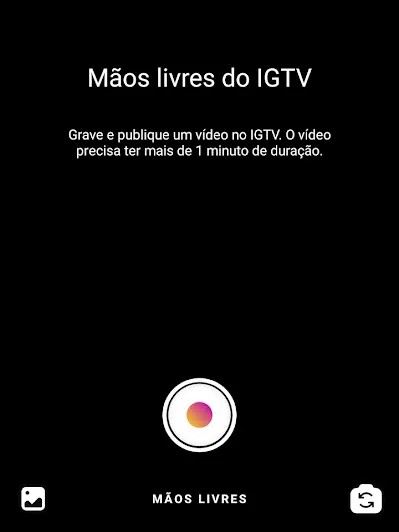 Mãos livres do IGTV
Grave e publique um vídeo no IGTV. O vídeo
precisa ter mais de 1 minuto de duração.
MÃOS LIVRES